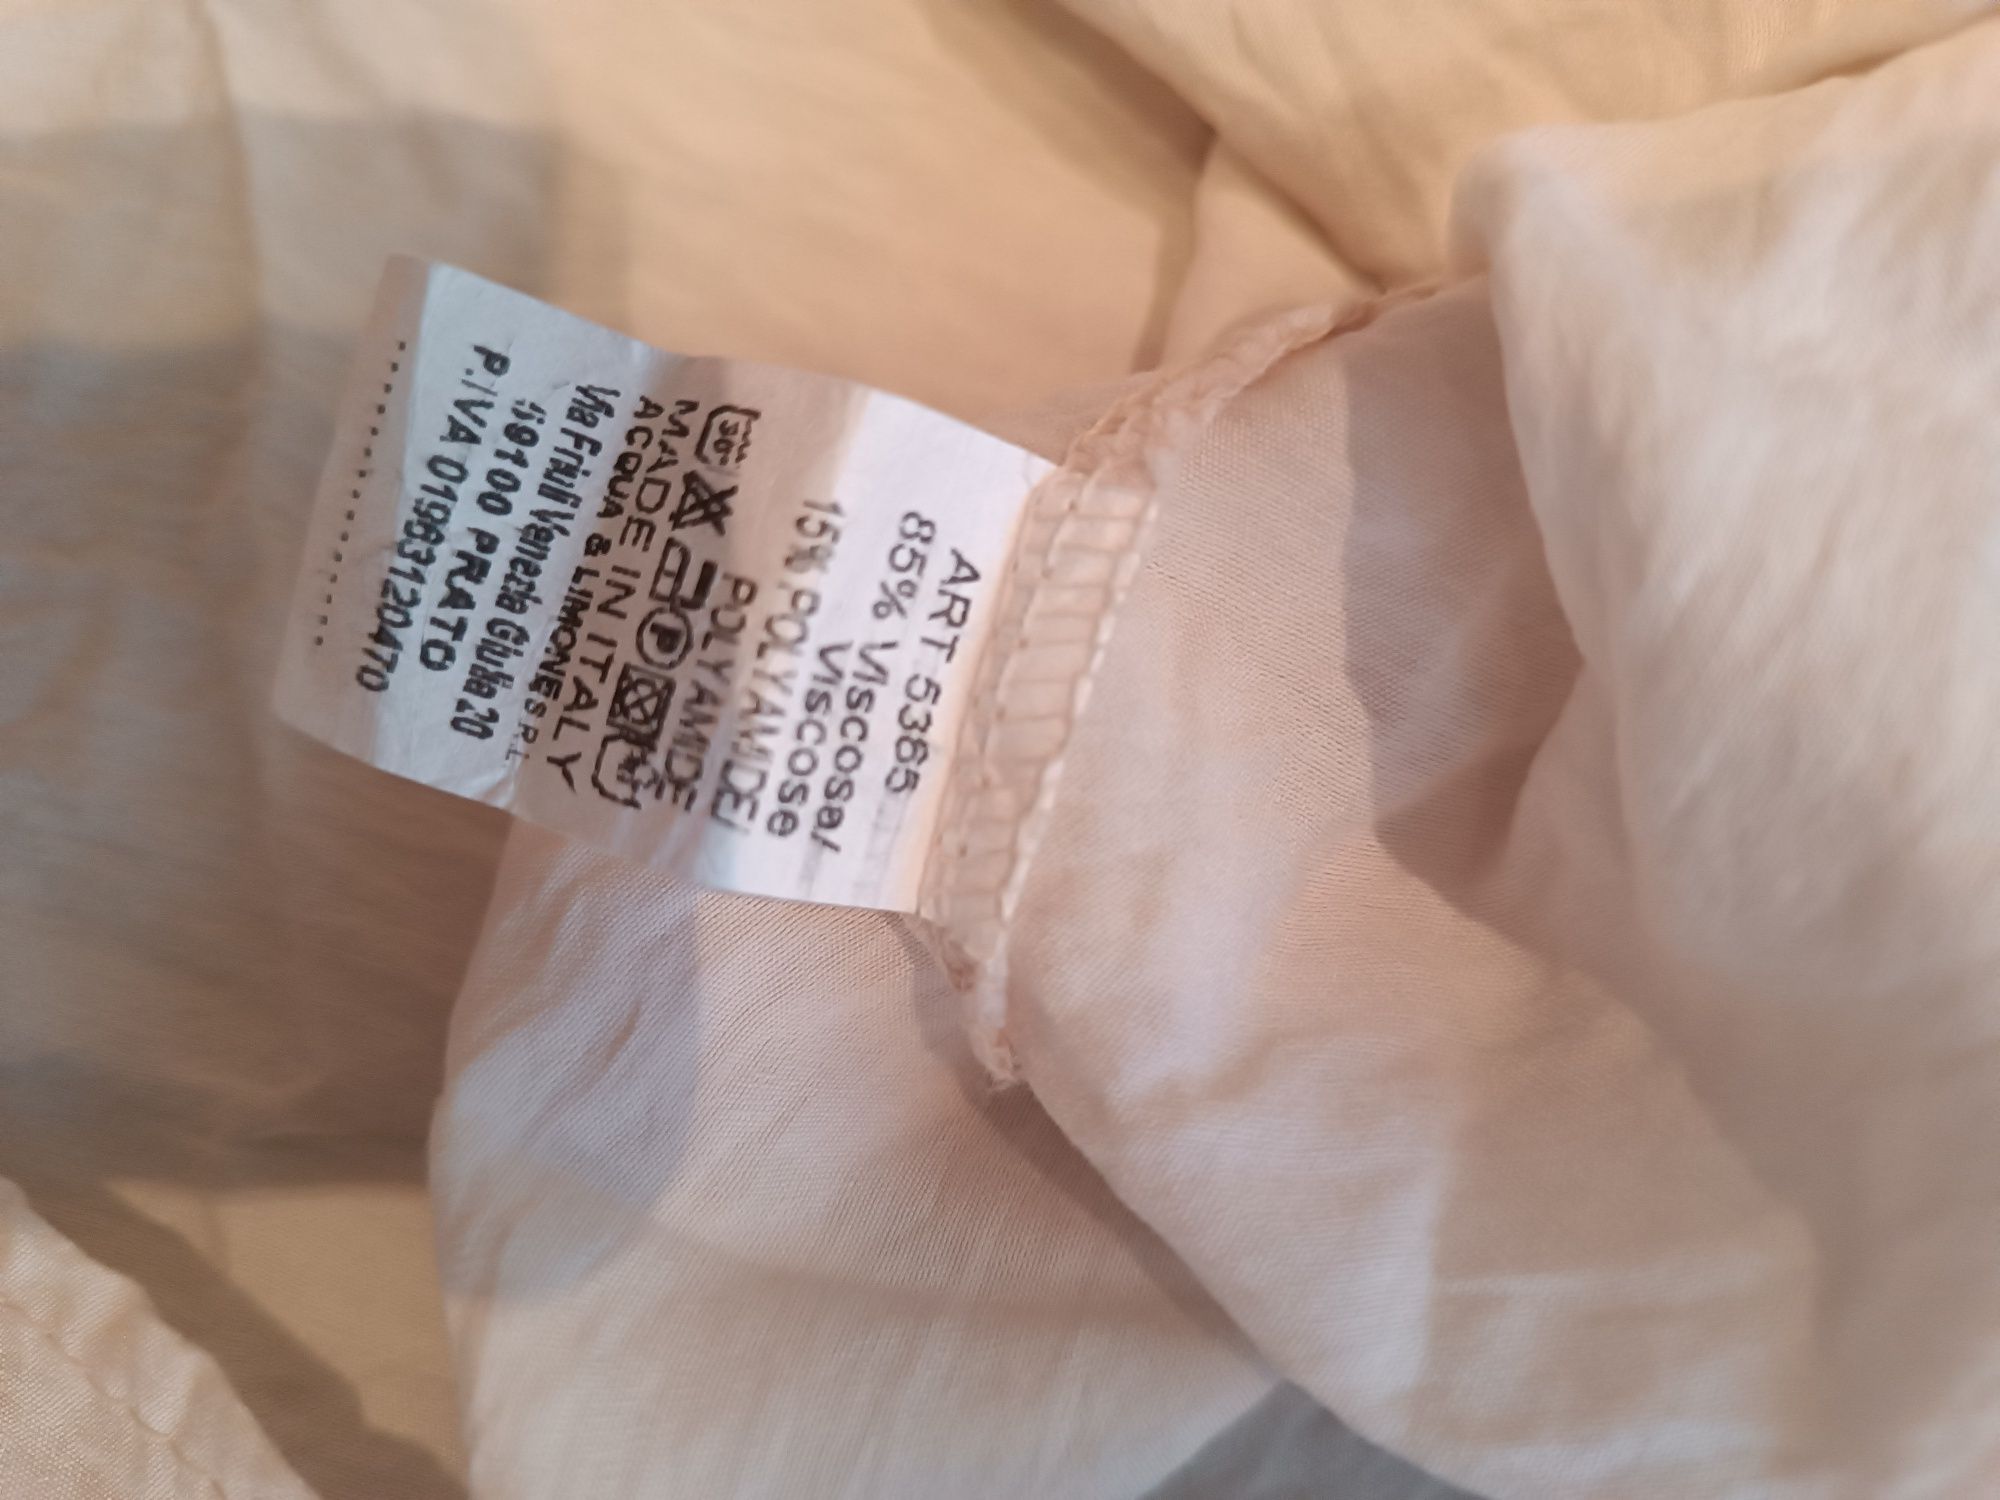 ART 5365
85% Viscosa/
Viscose
15% POLYAMIDE/
POLYAMIDE
30° P
MADE IN ITALY
ACQUA & LIMONE S.R.L.
Via Friuli Venezia Giulia 20
59100 PRATO
P.IVA 01983120470